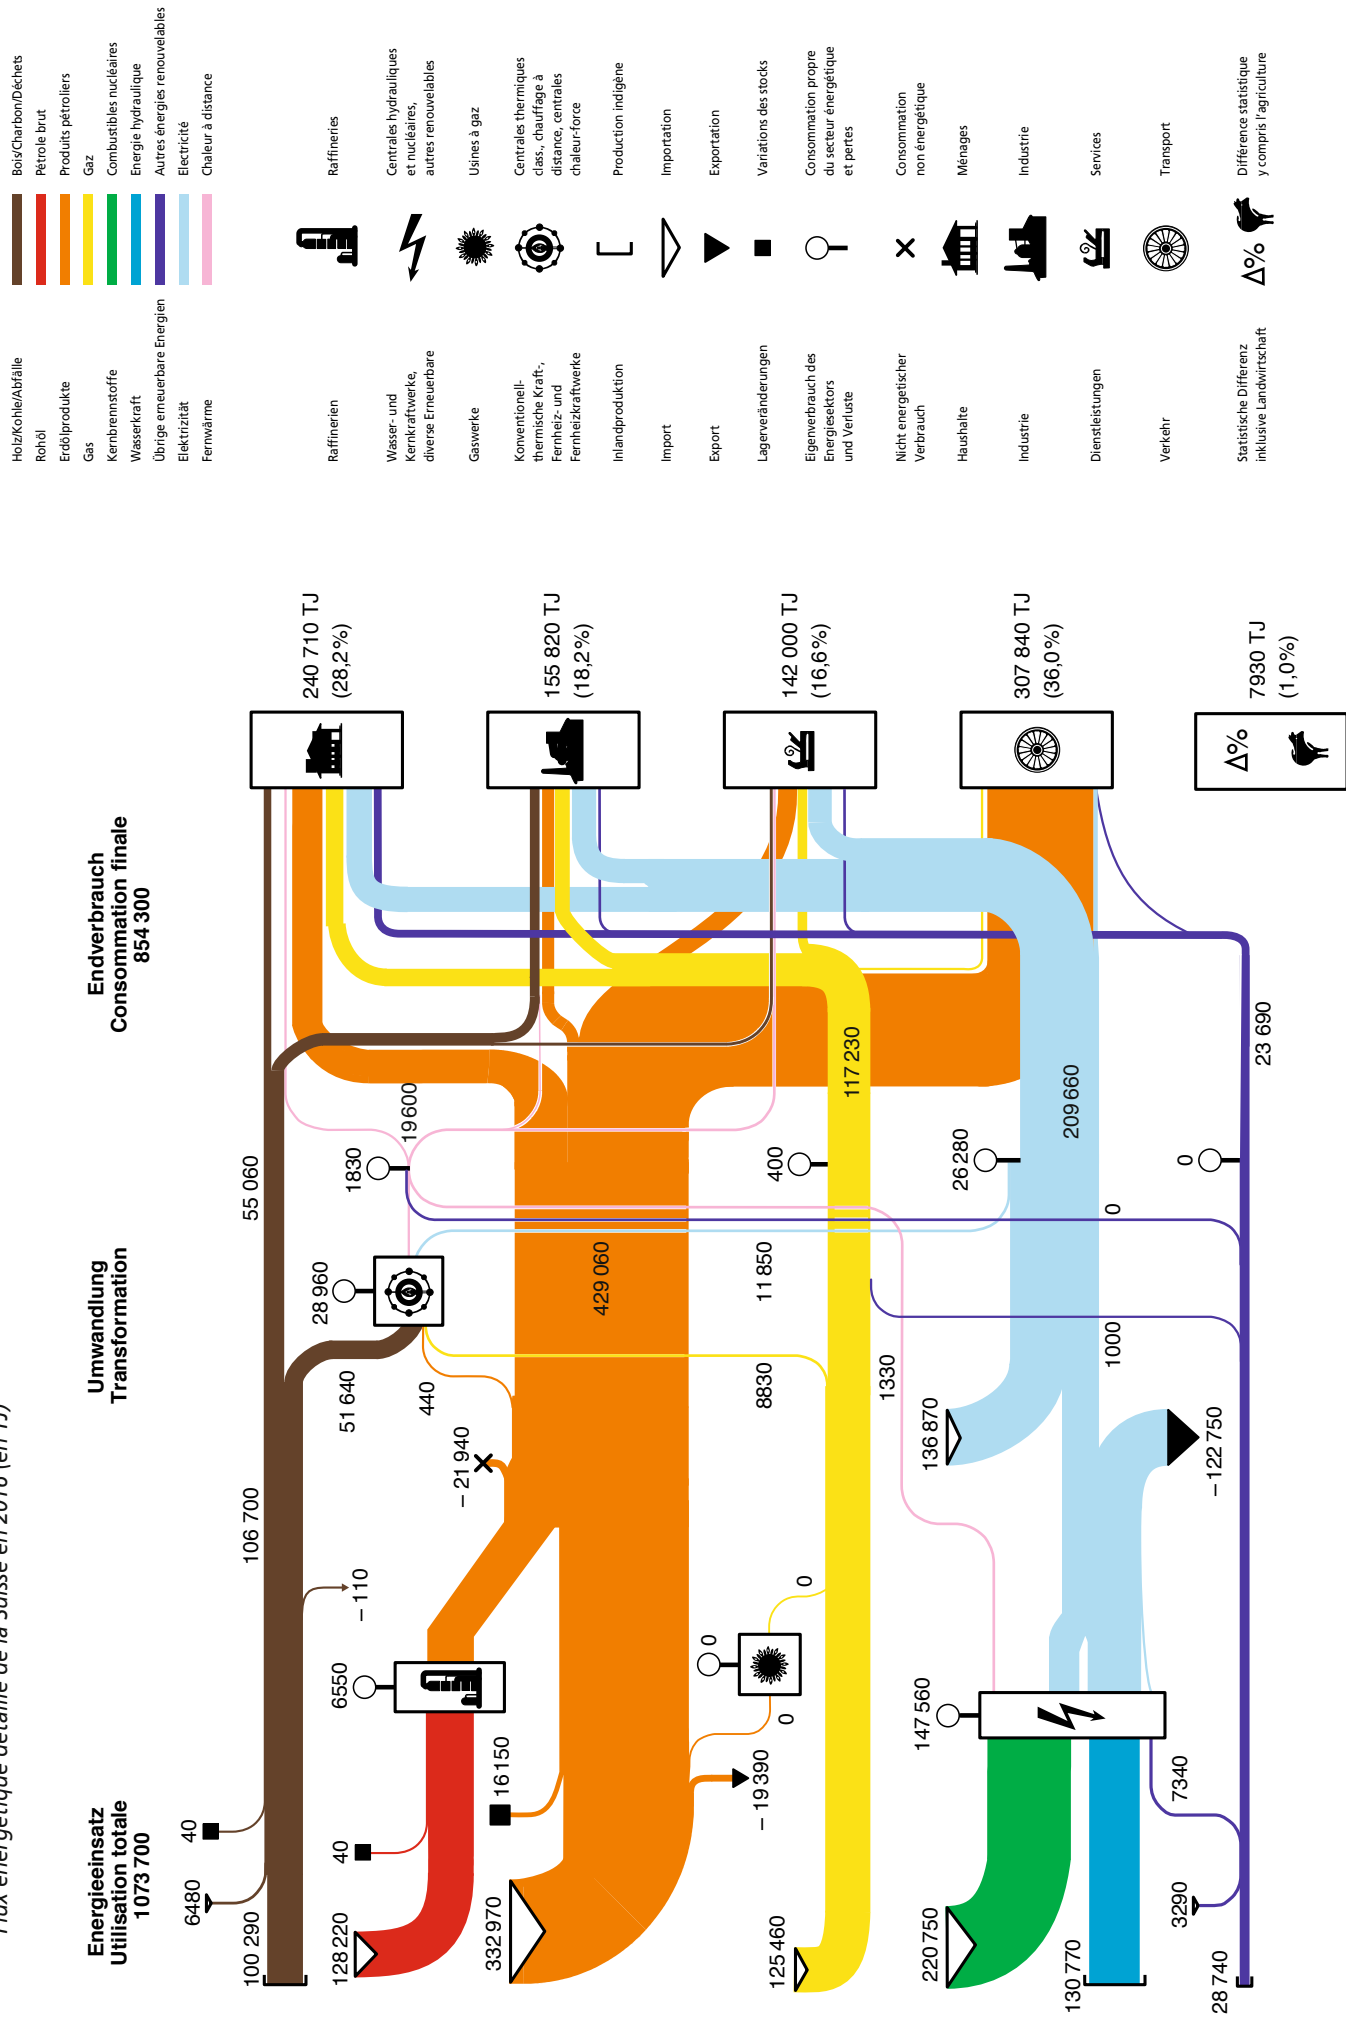 Flux énergétique détaillé de la Suisse en 2016 (en TJ)
Energieeinsatz
Utilisation totale
1073 700
Umwandlung
Transformation
Endverbrauch
Consommation finale
854 300
100 290
6480
40
106 700
– 110
55 060
51 640
28 960
1830
19600
240 710 TJ
(28,2%)
128 220
40
6550
440
– 21 940
332970
16 150
– 19 390
429 060
155 820 TJ
(18,2%)
0
0
0
125 460
8830
11 850
400
117 230
142 000 TJ
(16,6%)
1330
220 750
147 560
136 870
26 280
209 660
307 840 TJ
(36,0%)
130 770
7340
1000
0
– 122 750
28 740
3290
0
23 690
7930 TJ
(1,0%)
Δ%
Holz/Kohle/Abfälle
Bois/Charbon/Déchets
Rohöl
Pétrole brut
Erdölprodukte
Produits pétroliers
Gas
Gaz
Kernbrennstoffe
Combustibles nucléaires
Wasserkraft
Energie hydraulique
Übrige erneuerbare Energien
Autres énergies renouvelables
Elektrizität
Electricité
Fernwärme
Chaleur à distance
Raffinerien
Raffineries
Wasser- und
Kernkraftwerke,
diverse Erneuerbare
Centrales hydrauliques
et nucléaires,
autres renouvelables
Gaswerke
Usines à gaz
Konventionell-
thermische Kraft-,
Fernheiz- und
Fernheizkraftwerke
Centrales thermiques
class., chauffage à
distance, centrales
chaleur-force
Inlandproduktion
Production indigène
Import
Importation
Export
Exportation
Lagerveränderungen
Variations des stocks
Eigenverbrauch des
Energiesektors
und Verluste
Consommation propre
du secteur énergétique
et pertes
Nicht energetischer
Verbrauch
Consommation
non énergétique
Haushalte
Ménages
Industrie
Industrie
Dienstleistungen
Services
Verkehr
Transport
Statistische Differenz
inklusive Landwirtschaft
Δ%
Différence statistique
y compris l'agriculture